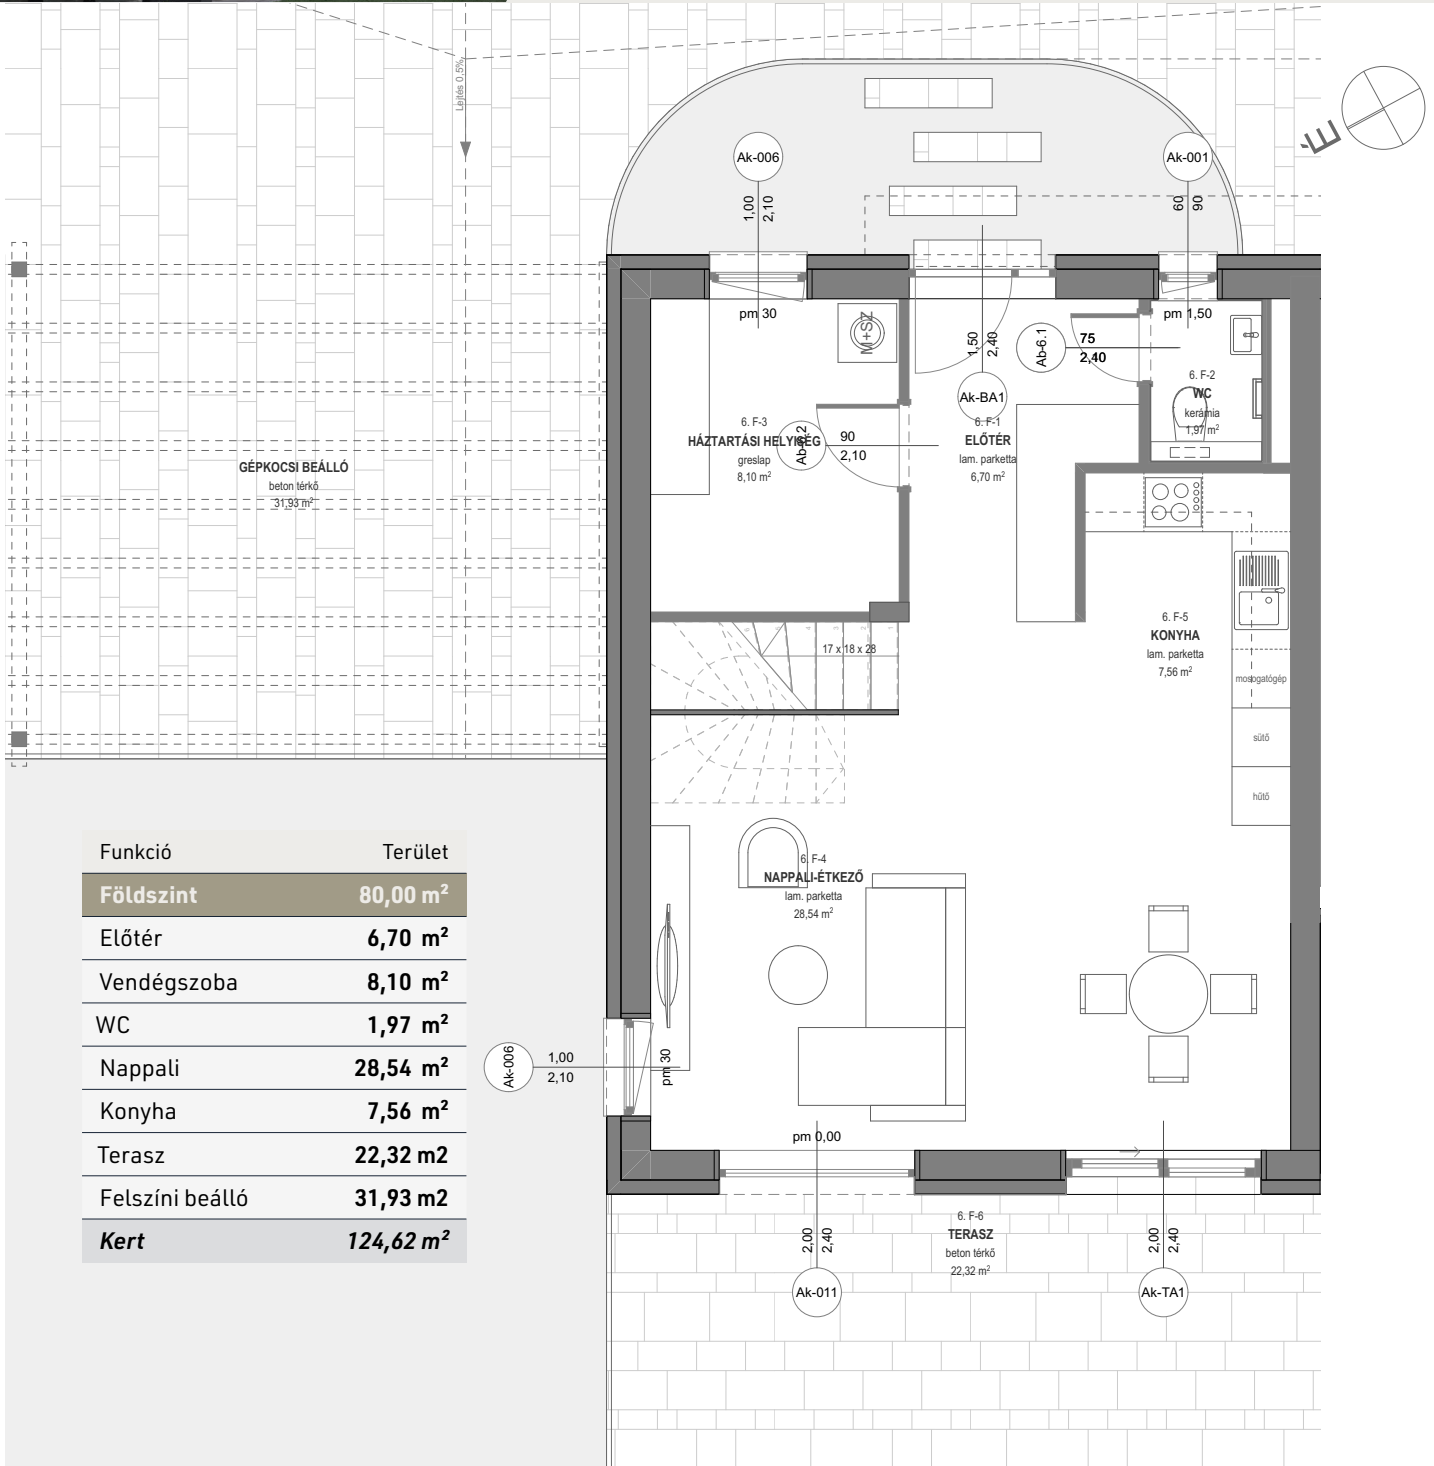 Lejtés 0,5%
É
Ak-006
1,00
2,10
pm 30
Ak-001
60
90
pm 1,50
M+SZ
1,50
2,40
Ak-BA1
Ab-6.1
75
2,40
6. F-2
WC
kerámia
1,97 m²
6. F-3
HÁZTARTÁSI HELYISÉG
greslap
8,10 m²
Ab-6.2
90
2,10
6. F-1
ELŐTÉR
lam. parketta
6,70 m²
GÉPKOCSI BEÁLLÓ
beton térkő
31,93 m²
17 x 18 x 28
6. F-5
KONYHA
lam. parketta
7,56 m²
mosogatógép
sütő
hűtő
6. F-4
NAPPALI-ÉTKEZŐ
lam. parketta
28,54 m²
Funkció Terület
Földszint 80,00 m²
Előtér 6,70 m²
Vendégszoba 8,10 m²
WC 1,97 m²
Nappali 28,54 m²
Konyha 7,56 m²
Terasz 22,32 m2
Felszíni beálló 31,93 m2
Kert 124,62 m²
Ak-006
1,00
2,10
pm 30
pm 0,00
2,00
2,40
Ak-011
6. F-6
TERASZ
beton térkő
22,32 m²
2,00
2,40
Ak-TA1